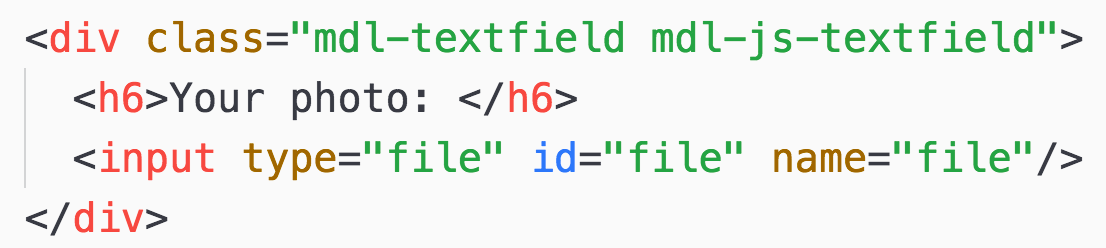 <div class="mdl-textfield mdl-js-textfield">
<h6>Your photo: </h6>
<input type="file" id="file" name="file"/>
</div>